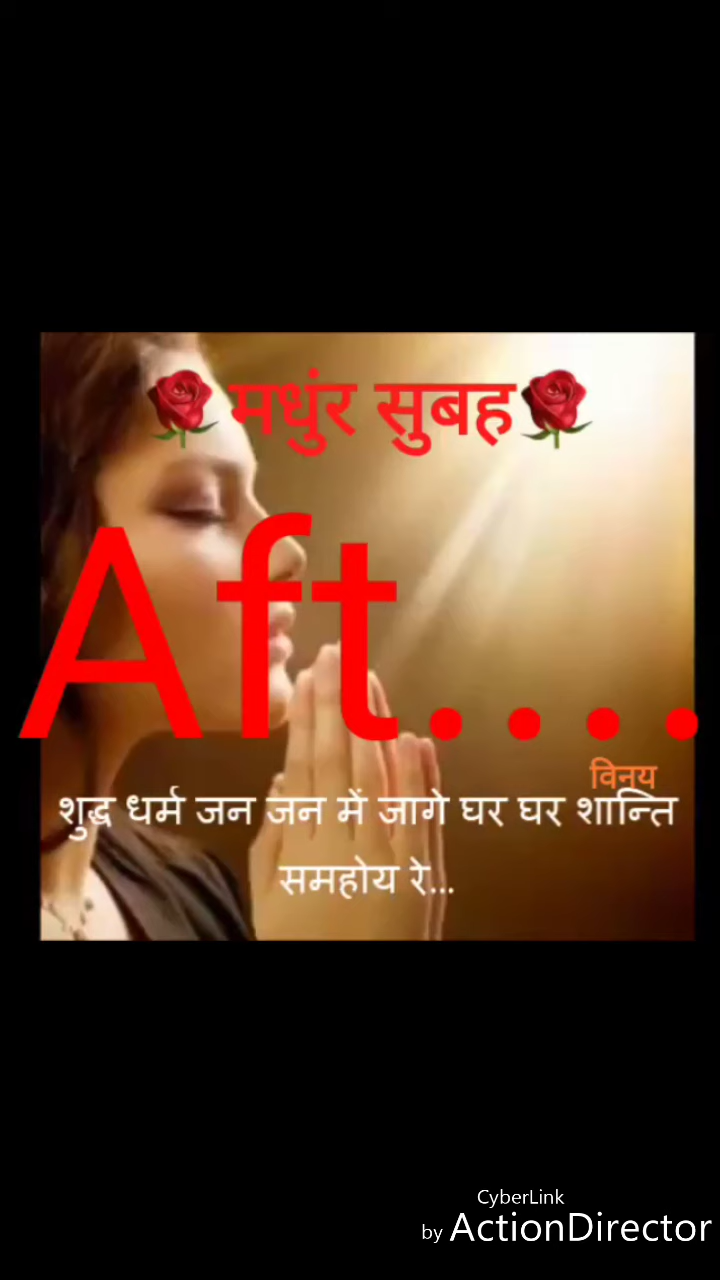 🌹मधुंर सुबह🌹
Aft....
विनय
शुद्ध धर्म जन जन में जागे घर घर शान्ति
समहोय रे...
CyberLink
by ActionDirector